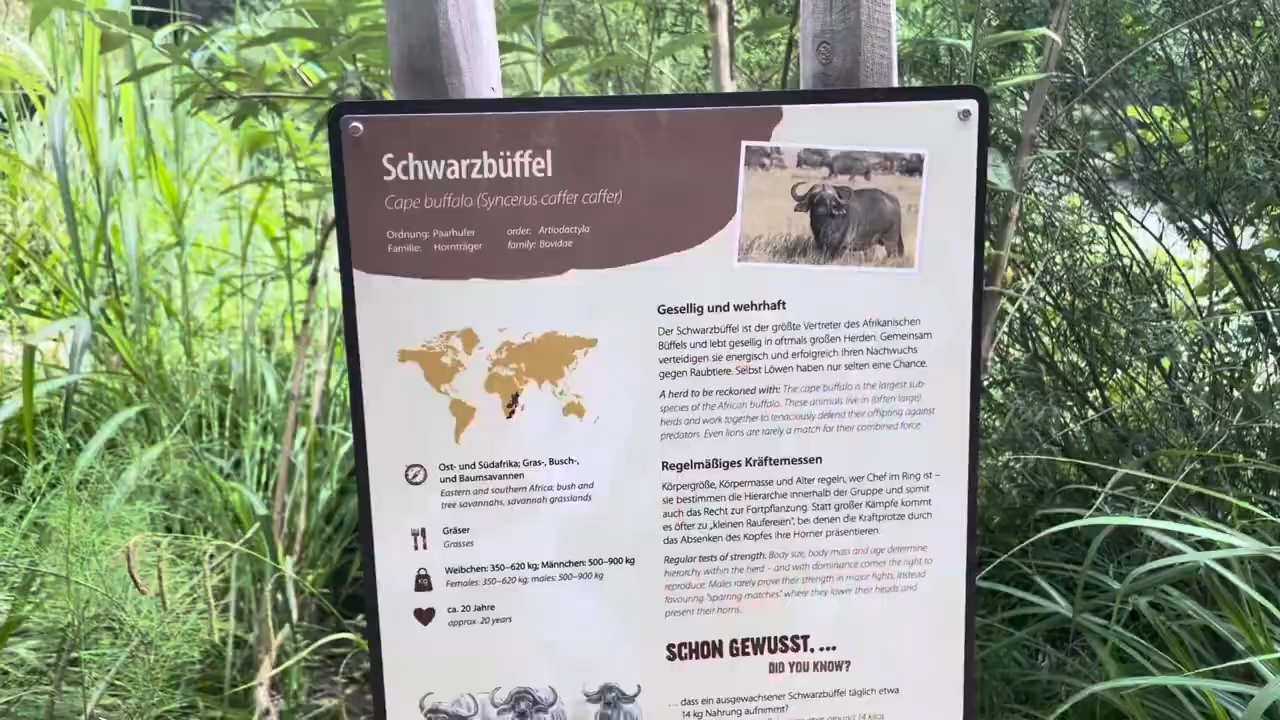 Schwarzbüffel
Cape buffalo (Syncerus caffer caffer)
Ordnung: Paarhufer order: Artiodactyla
Familie: Hornträger family: Bovidae
Ost- und Südafrika; Gras-, Busch-,
und Baumsavannen
Eastern and southern Africa; bush and
tree savannahs, savannah grasslands
Gräser
Grasses
KG
Weibchen: 350–620 kg; Männchen: 500–900 kg
Females: 350–620 kg; males: 500–900 kg
ca. 20 Jahre
approx. 20 years
Gesellig und wehrhaft
Der Schwarzbüffel ist der größte Vertreter des Afrikanischen
Büffels und lebt gesellig in oftmals großen Herden. Gemeinsam
verteidigen sie energisch und erfolgreich ihren Nachwuchs
gegen Raubtiere. Selbst Löwen haben nur selten eine Chance.
A herd to be reckoned with: The cape buffalo is the largest sub-
species of the African buffalo. These animals live in (often large)
herds and work together to tenaciously defend their offspring against
predators. Even lions are rarely a match for their combined force.
Regelmäßiges Kräftemessen
Körpergröße, Körpermasse und Alter regeln, wer Chef im Ring ist –
sie bestimmen die Hierarchie innerhalb der Gruppe und somit
auch das Recht zur Fortpflanzung. Statt großer Kämpfe kommt
es öfter zu „kleinen Raufereien", bei denen die Kraftprotze durch
das Absenken des Kopfes ihre Hörner präsentieren.
Regular tests of strength: Body size, body mass and age determine
hierarchy within the herd – and with dominance comes the right to
reproduce. Males rarely prove their strength in major fights, instead
favouring "sparring matches" where they lower their heads and
present their horns.
SCHON GEWUSST, ...
DID YOU KNOW?
... dass ein ausgewachsener Schwarzbüffel täglich etwa
14 kg Nahrung aufnimmt?
around 14 kilos